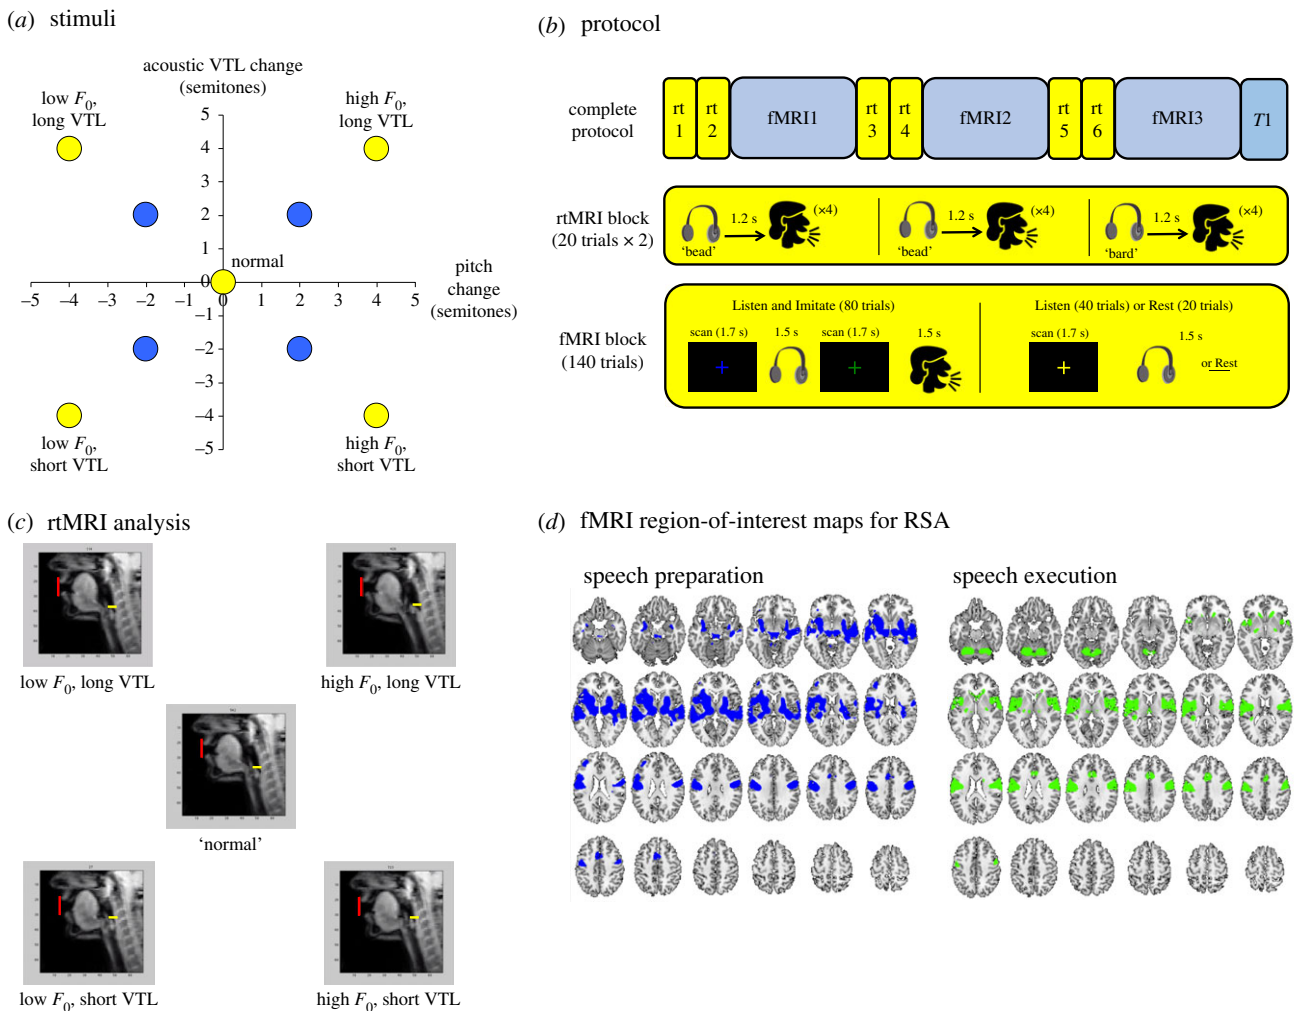 (a) stimuli
acoustic VTL change
(semitones)
low F0,
long VTL
high F0,
long VTL
5
4
3
2
1
0
normal
–5 –4 –3 –2 –1 0 1 2 3 4 5
pitch
change
(semitones)
–1
–2
–3
–4
–5
low F0,
short VTL
high F0,
short VTL
(b) protocol
complete
protocol
rt
1
rt
2
fMRI1
rt
3
rt
4
fMRI2
rt
5
rt
6
fMRI3
T1
rtMRI block
(20 trials × 2)
1.2 s
(×4)
'bead'
1.2 s
(×4)
'bead'
1.2 s
(×4)
'bard'
fMRI block
(140 trials)
Listen and Imitate (80 trials)
scan (1.7 s)
1.5 s
scan (1.7 s)
1.5 s
Listen (40 trials) or Rest (20 trials)
scan (1.7 s)
1.5 s
or Rest
(c) rtMRI analysis
low F0, long VTL
high F0, long VTL
'normal'
low F0, short VTL
high F0, short VTL
(d) fMRI region-of-interest maps for RSA
speech preparation
speech execution